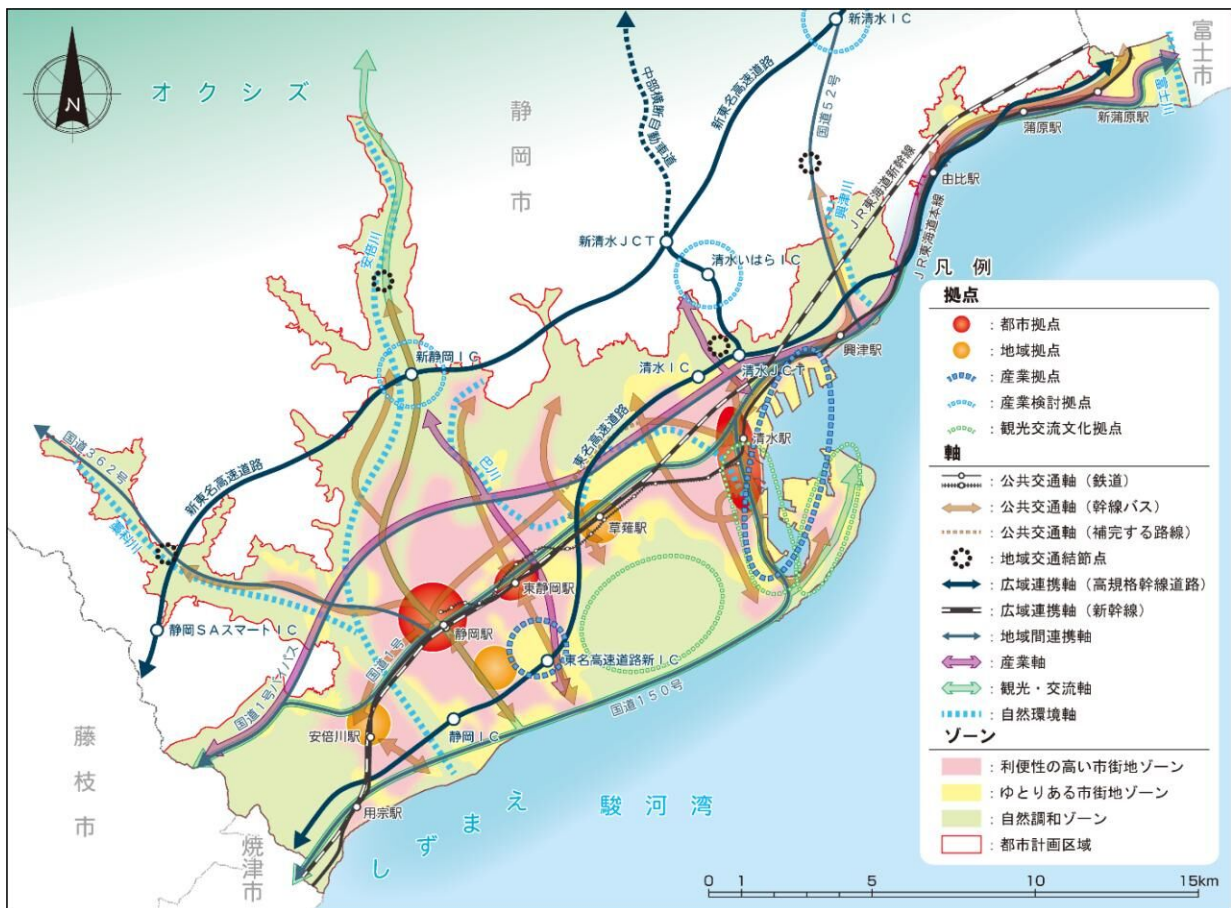 N
オクシズ
静岡市
富士市
藤枝市
焼津市
新清水IC
新東名高速道路
中部横断自動車道
国道52号
JR東海道新幹線
蒲原駅
新蒲原駅
富士川
由比駅
興津川
JR東海道本線
安倍川
新清水JCT
清水いはらIC
新静岡IC
清水IC
清水JCT
興津駅
東名高速道路
国道362号
新東名高速道路
巴川
清水駅
草薙駅
藁科川
東静岡駅
静岡駅
静岡SAスマートIC
国道1号
国道1号バイパス
東名高速道路新IC
国道150号
安倍川駅
静岡IC
用宗駅
しずまえ
駿河湾
凡例
拠点
:都市拠点
:地域拠点
:産業拠点
:産業検討拠点
:観光交流文化拠点
軸
:公共交通軸(鉄道)
:公共交通軸(幹線バス)
:公共交通軸(補完する路線)
:地域交通結節点
:広域連携軸(高規格幹線道路)
:広域連携軸(新幹線)
:地域間連携軸
:産業軸
:観光・交流軸
:自然環境軸
ゾーン
:利便性の高い市街地ゾーン
:ゆとりある市街地ゾーン
:自然調和ゾーン
:都市計画区域
0 1 5 10 15km